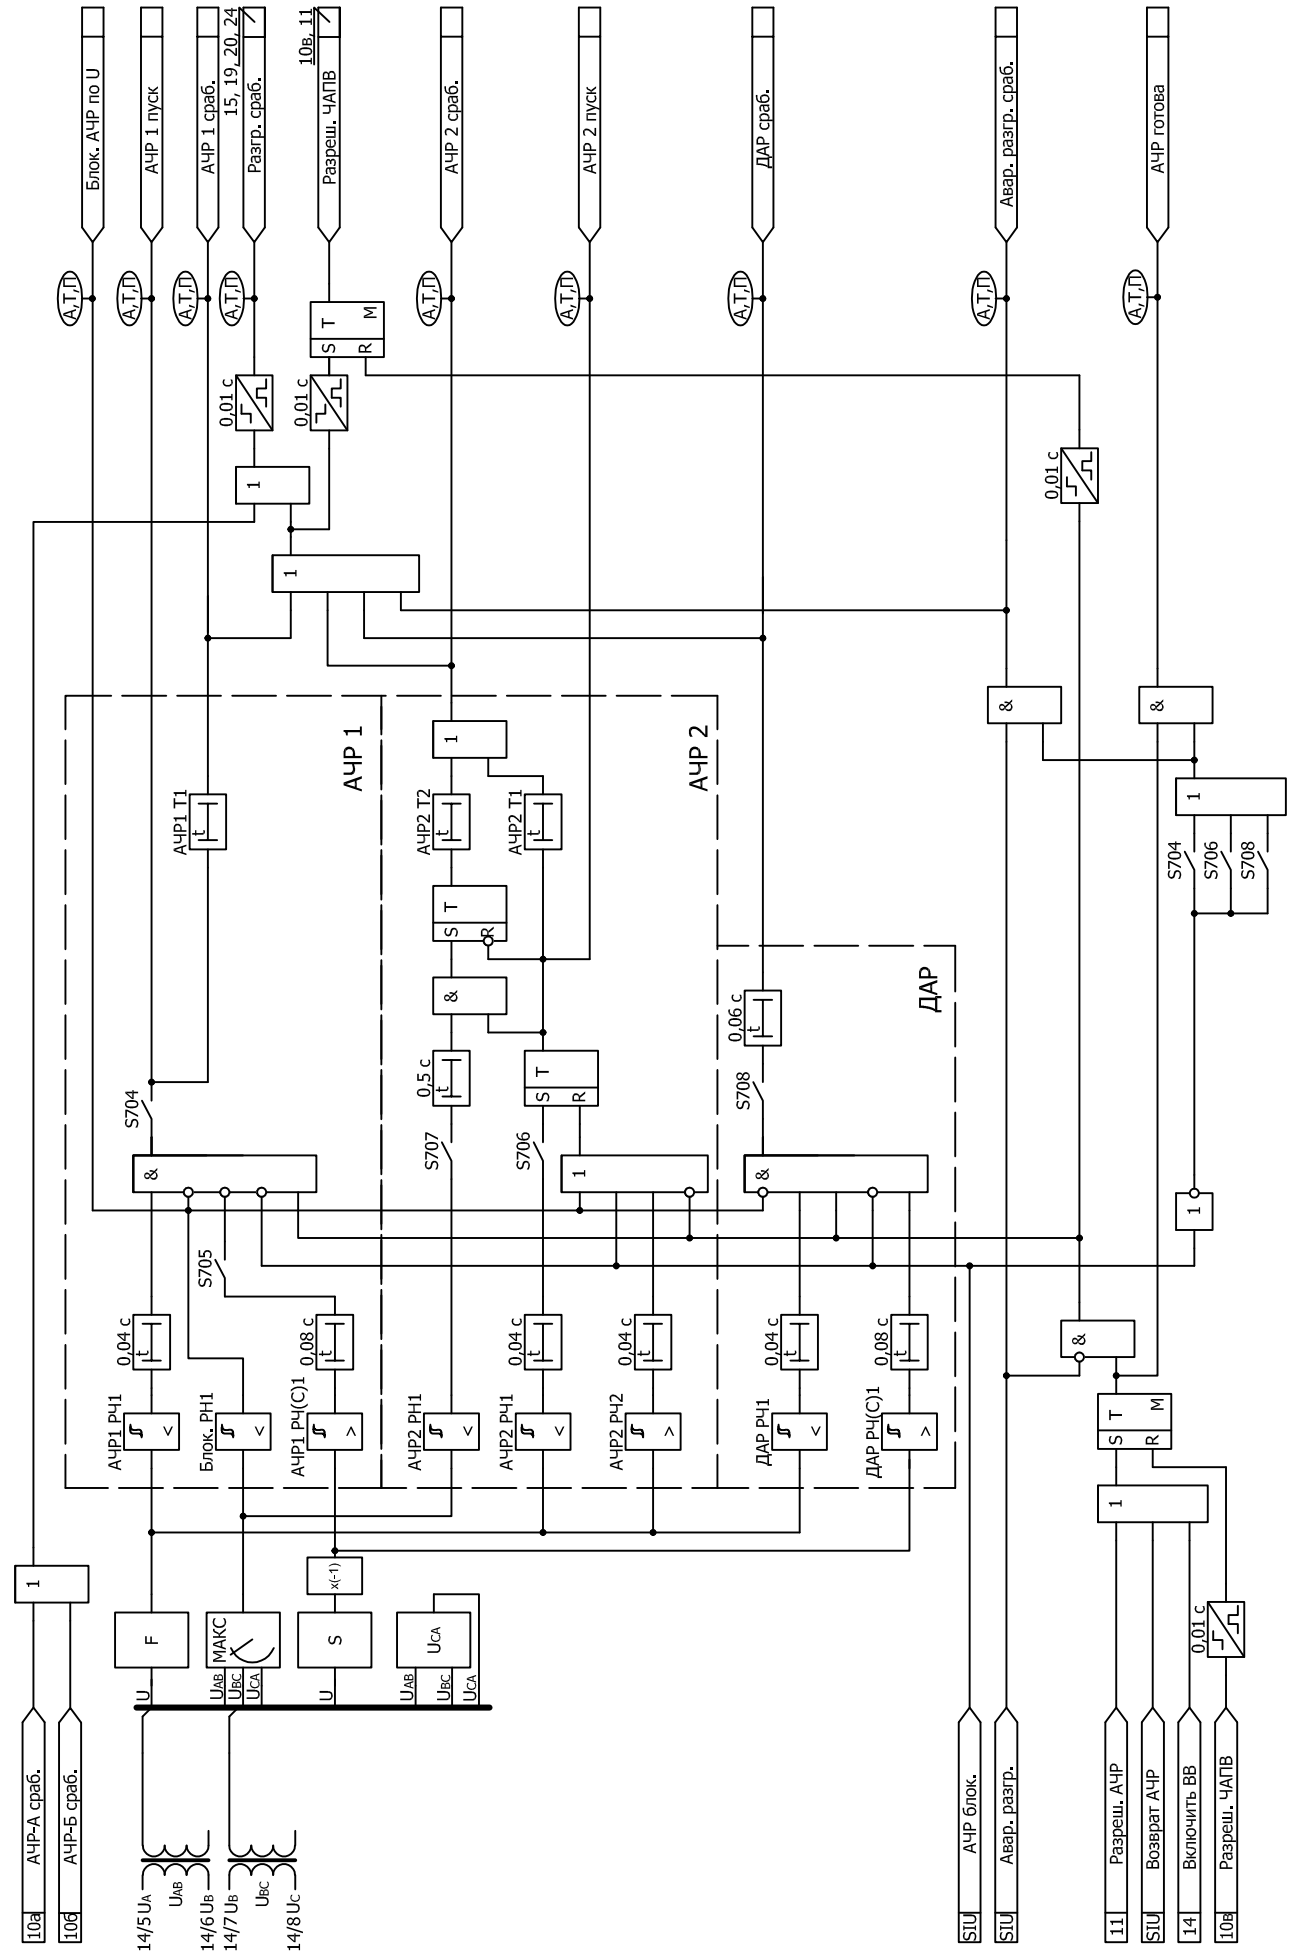 Блок. АЧР по U
АЧР 1 пуск
АЧР 1 сраб.
15, 19, 20, 24
Разгр. сраб.
10в, 11
Разреш. ЧАПВ
АЧР 2 сраб.
АЧР 2 пуск
ДАР сраб.
Авар. разгр. сраб.
АЧР готова
А,Т,П
А,Т,П
А,Т,П
А,Т,П
А,Т,П
А,Т,П
А,Т,П
А,Т,П
А,Т,П
S T
R M
0,01 с
0,01 с
0,01 с
1
1
АЧР 1
АЧР 2
ДАР
АЧР1 Т1
t
АЧР2 Т2
t
АЧР2 Т1
t
1
&
&
1
S704
S706
S708
S T
R
&
0,5 с
t
S T
R
0,06 с
t
S704
S707
S706
S708
&
1
&
1
S705
0,04 с
t
0,08 с
t
0,04 с
t
0,04 с
t
0,04 с
t
0,08 с
t
&
АЧР1 РЧ1
<
Блок. РН1
<
АЧР1 РЧ(С)1
>
АЧР2 РН1
<
АЧР2 РЧ1
<
АЧР2 РЧ2
>
ДАР РЧ1
<
ДАР РЧ(С)1
>
S T
R M
1
1
x(-1)
F
МАКС
S
UCA
U
UAB
UBC
UCA
U
UAB
UBC
UCA
0,01 с
10а АЧР-А сраб.
10б АЧР-Б сраб.
14/5 UA
UAB
14/6 UB
14/7 UB
UBC
14/8 UC
SIU АЧР блок.
SIU Авар. разгр.
11 Разреш. АЧР
SIU Возврат АЧР
14 Включить ВВ
10в Разреш. ЧАПВ